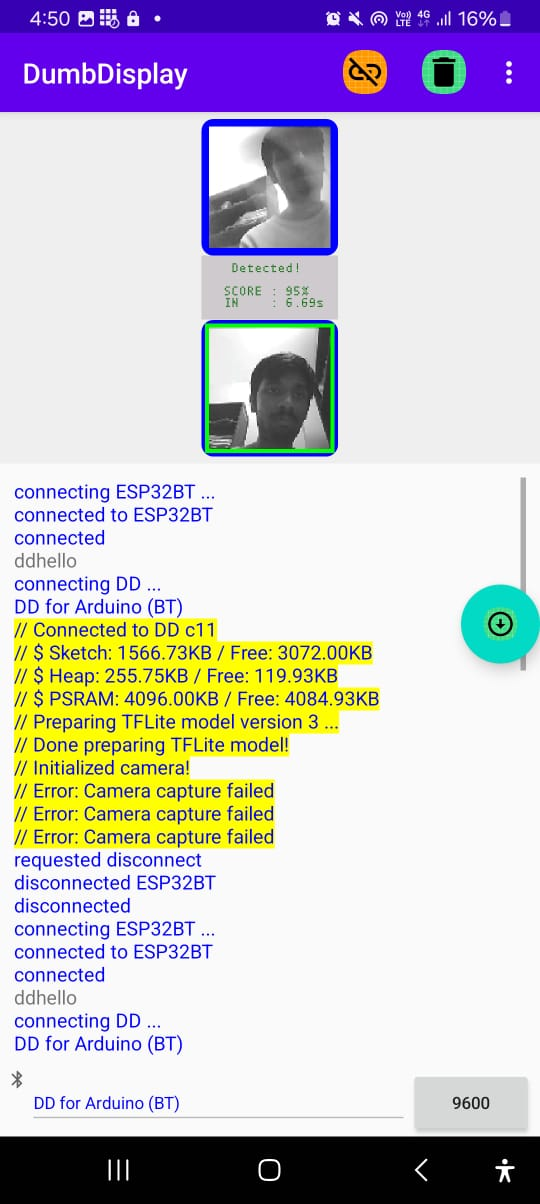 4:50
Vo)) LTE 4G 16%
DumbDisplay
Detected!
SCORE : 95%
IN : 6.69s
connecting ESP32BT ...
connected to ESP32BT
connected
ddhello
connecting DD ...
DD for Arduino (BT)
// Connected to DD c11
// $ Sketch: 1566.73KB / Free: 3072.00KB
// $ Heap: 255.75KB / Free: 119.93KB
// $ PSRAM: 4096.00KB / Free: 4084.93KB
// Preparing TFLite model version 3 ...
// Done preparing TFLite model!
// Initialized camera!
// Error: Camera capture failed
// Error: Camera capture failed
// Error: Camera capture failed
requested disconnect
disconnected ESP32BT
disconnected
connecting ESP32BT ...
connected to ESP32BT
connected
ddhello
connecting DD ...
DD for Arduino (BT)
DD for Arduino (BT)
9600